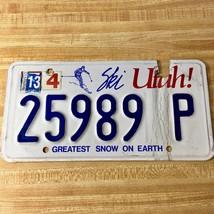 13 4 Ski Utah!
25989 P
GREATEST SNOW ON EARTH